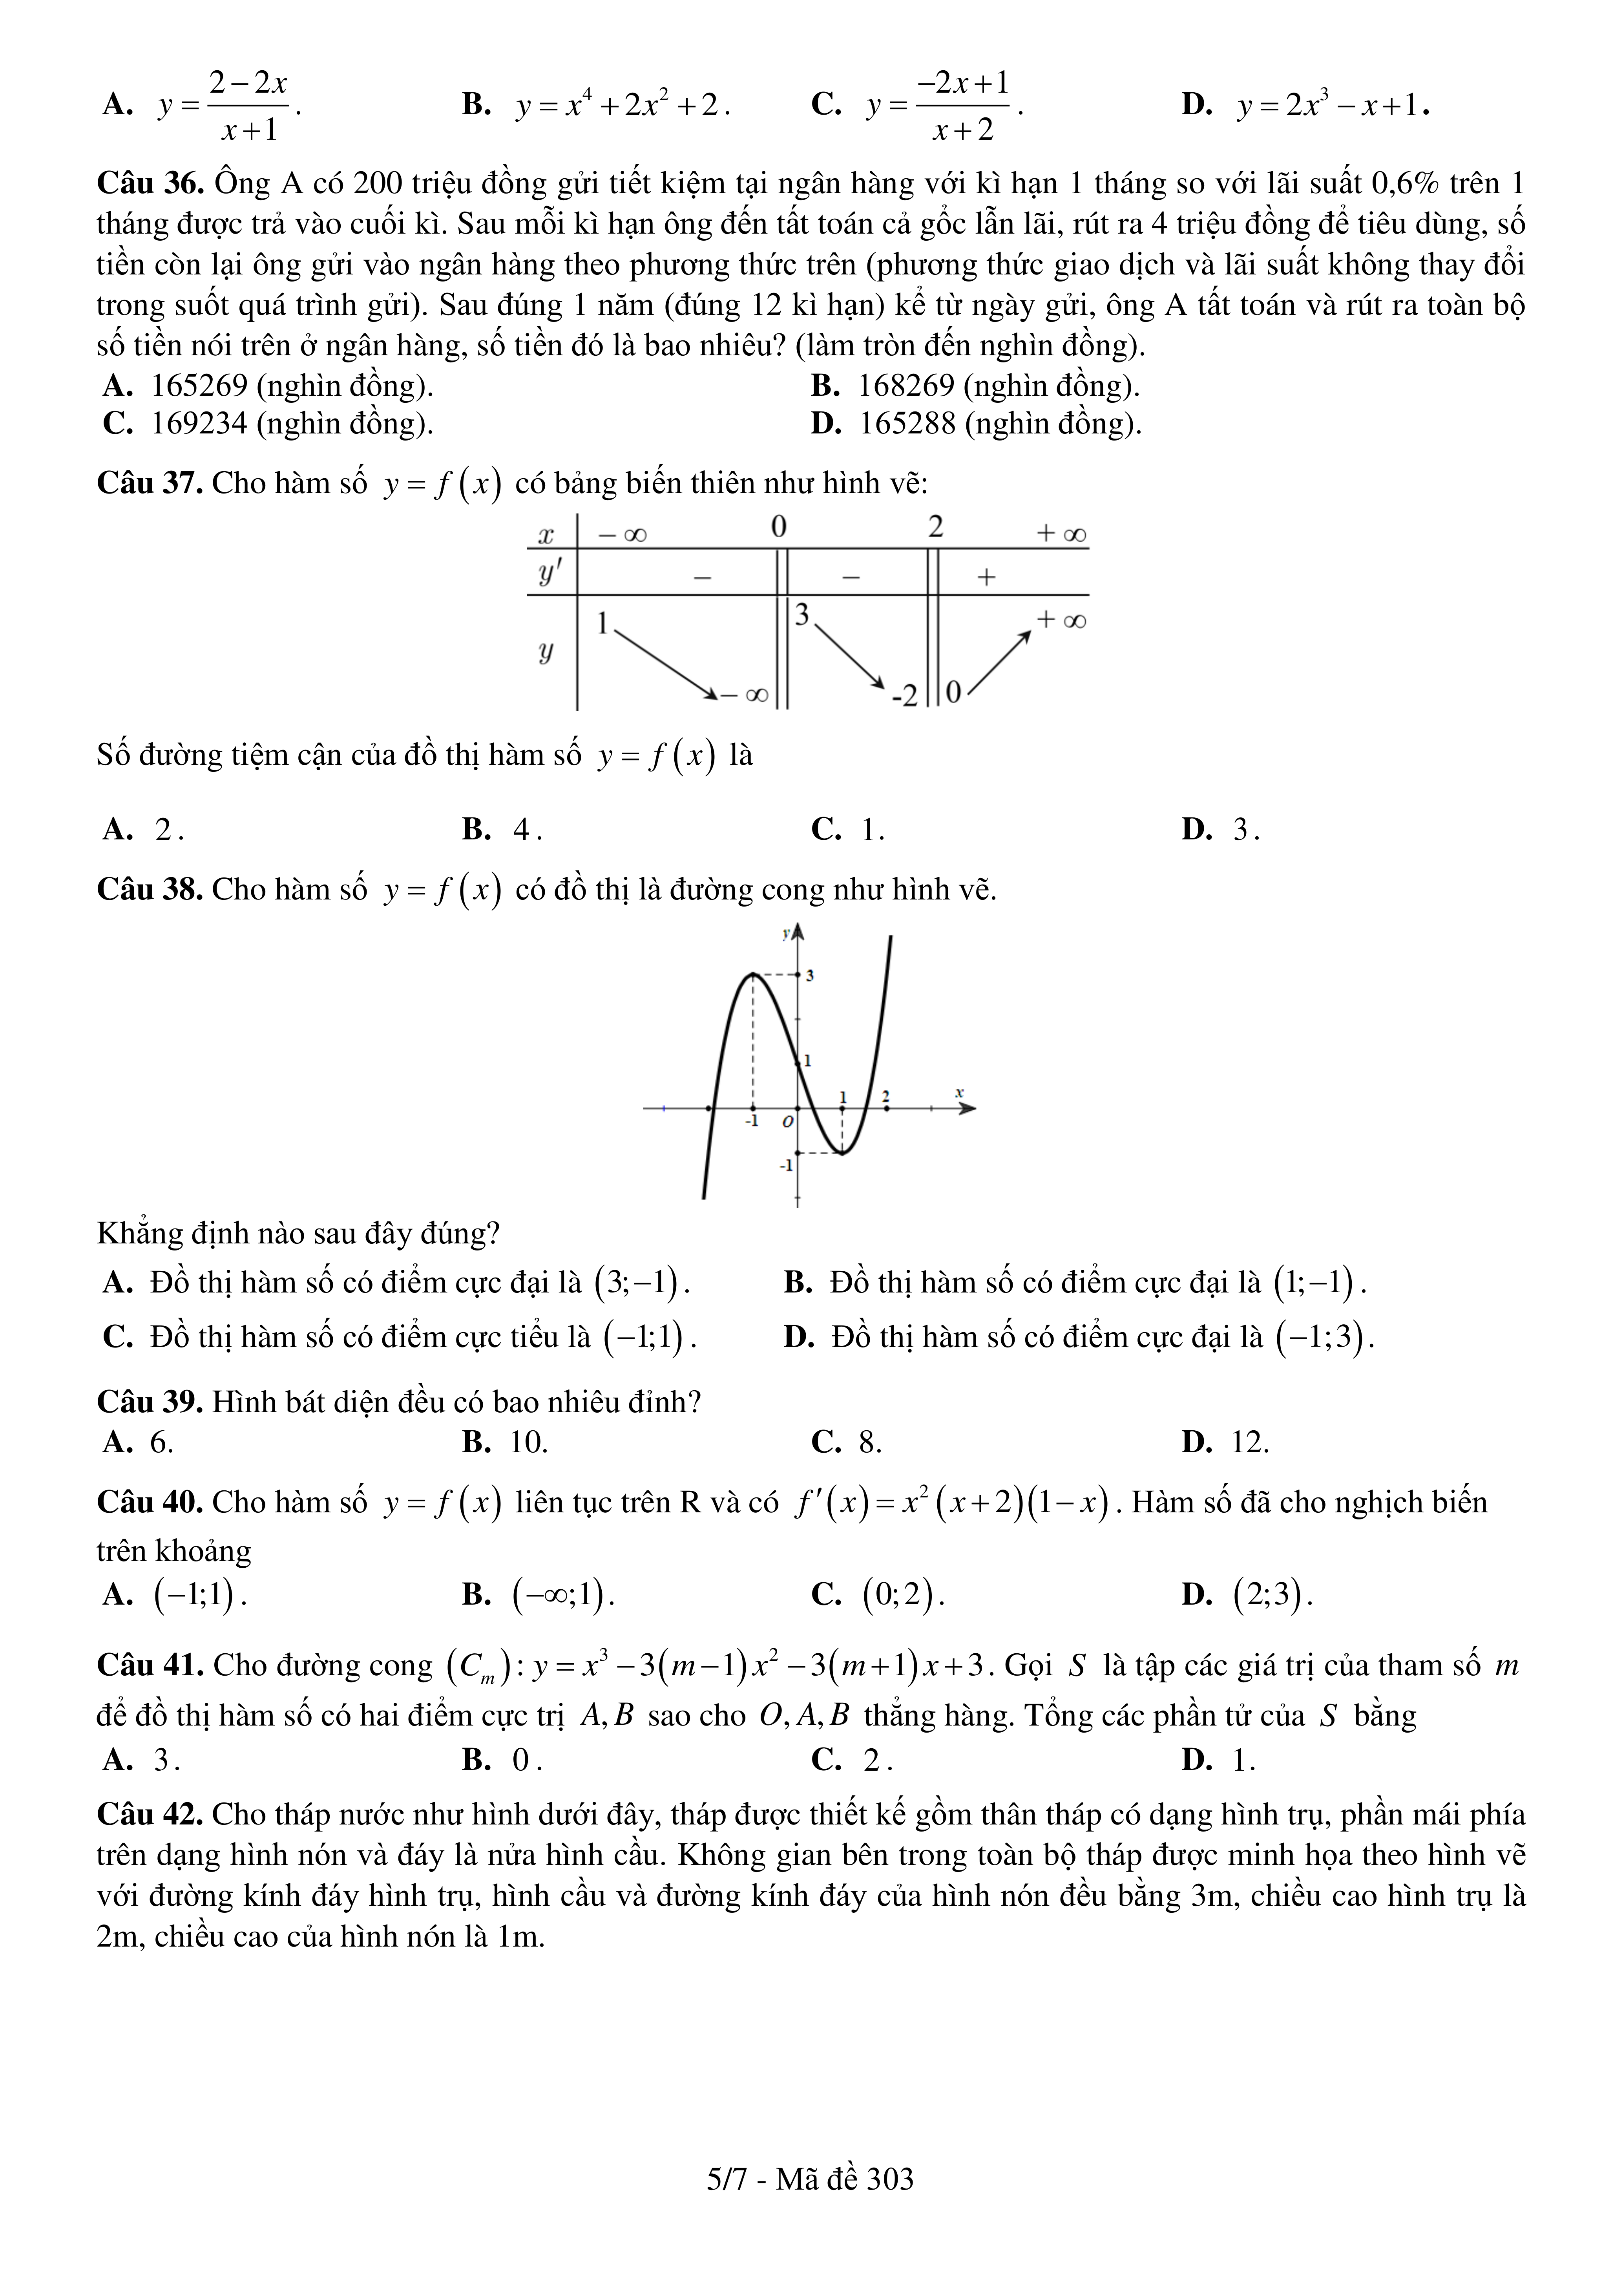 A. y = (2 − 2x)/(x + 1) . B. y = x⁴ + 2x² + 2 . C. y = (−2x + 1)/(x + 2) . D. y = 2x³ − x + 1.
Câu 36. Ông A có 200 triệu đồng gửi tiết kiệm tại ngân hàng với kì hạn 1 tháng so với lãi suất 0,6% trên 1
tháng được trả vào cuối kì. Sau mỗi kì hạn ông đến tất toán cả gốc lẫn lãi, rút ra 4 triệu đồng để tiêu dùng, số
tiền còn lại ông gửi vào ngân hàng theo phương thức trên (phương thức giao dịch và lãi suất không thay đổi
trong suốt quá trình gửi). Sau đúng 1 năm (đúng 12 kì hạn) kể từ ngày gửi, ông A tất toán và rút ra toàn bộ
số tiền nói trên ở ngân hàng, số tiền đó là bao nhiêu? (làm tròn đến nghìn đồng).
A. 165269 (nghìn đồng). B. 168269 (nghìn đồng).
C. 169234 (nghìn đồng). D. 165288 (nghìn đồng).
Câu 37. Cho hàm số y = f(x) có bảng biến thiên như hình vẽ:
x − ∞ 0 2 + ∞
y′ − − +
1 3 + ∞
y
− ∞ -2 0
Số đường tiệm cận của đồ thị hàm số y = f(x) là
A. 2 . B. 4 . C. 1. D. 3 .
Câu 38. Cho hàm số y = f(x) có đồ thị là đường cong như hình vẽ.
y
3
1
1 2 x
-1 O
-1
Khẳng định nào sau đây đúng?
A. Đồ thị hàm số có điểm cực đại là (3;−1) . B. Đồ thị hàm số có điểm cực đại là (1;−1) .
C. Đồ thị hàm số có điểm cực tiểu là (−1;1) . D. Đồ thị hàm số có điểm cực đại là (−1;3) .
Câu 39. Hình bát diện đều có bao nhiêu đỉnh?
A. 6. B. 10. C. 8. D. 12.
Câu 40. Cho hàm số y = f(x) liên tục trên R và có f′(x) = x²(x + 2)(1 − x) . Hàm số đã cho nghịch biến
trên khoảng
A. (−1;1) . B. (−∞;1) . C. (0;2) . D. (2;3) .
Câu 41. Cho đường cong (Cₘ) : y = x³ − 3(m − 1)x² − 3(m + 1)x + 3 . Gọi S là tập các giá trị của tham số m
để đồ thị hàm số có hai điểm cực trị A, B sao cho O, A, B thẳng hàng. Tổng các phần tử của S bằng
A. 3 . B. 0 . C. 2 . D. 1.
Câu 42. Cho tháp nước như hình dưới đây, tháp được thiết kế gồm thân tháp có dạng hình trụ, phần mái phía
trên dạng hình nón và đáy là nửa hình cầu. Không gian bên trong toàn bộ tháp được minh họa theo hình vẽ
với đường kính đáy hình trụ, hình cầu và đường kính đáy của hình nón đều bằng 3m, chiều cao hình trụ là
2m, chiều cao của hình nón là 1m.
5/7 - Mã đề 303